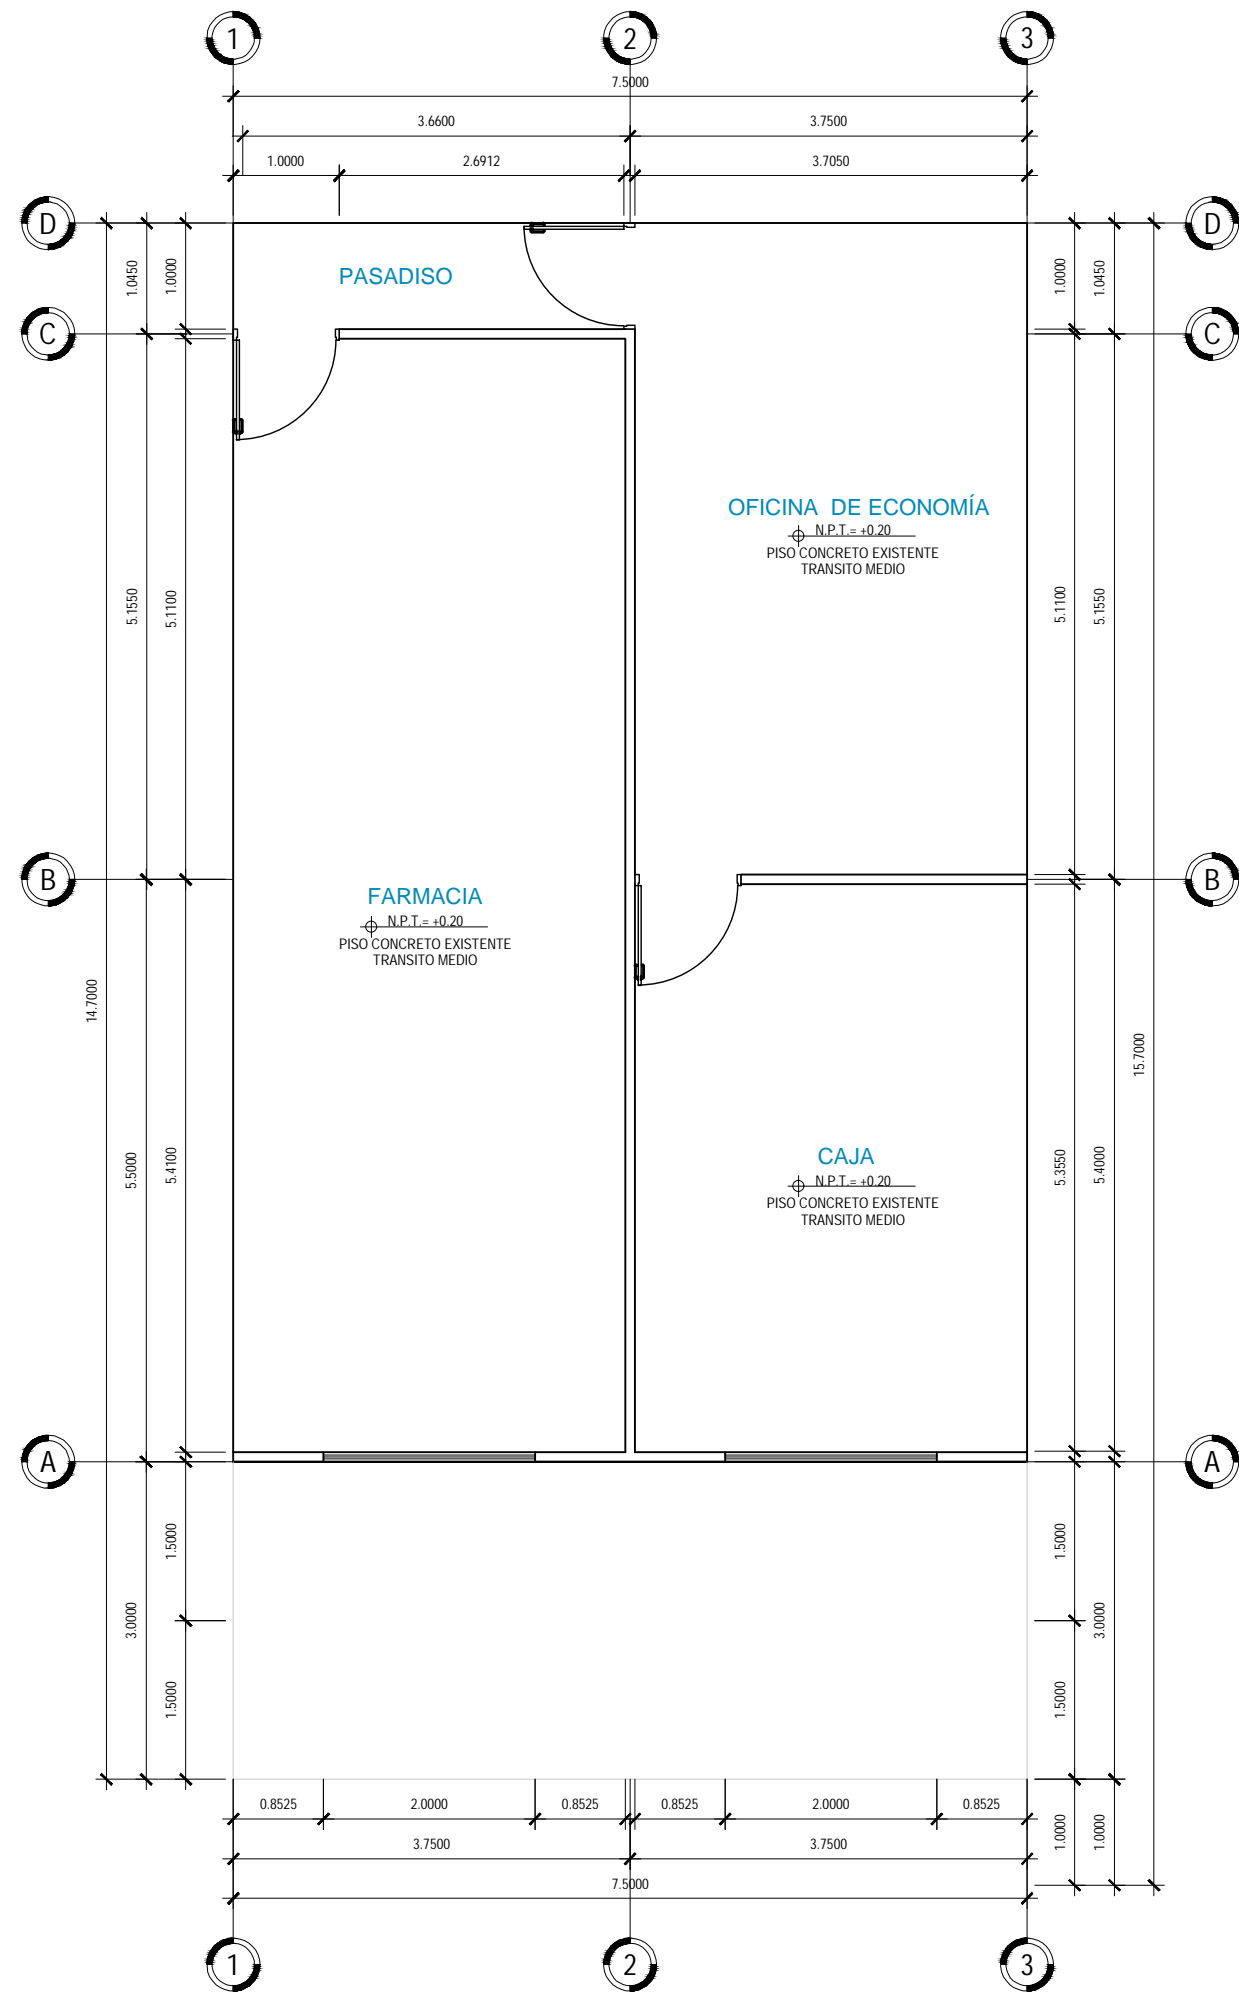 1 2 3
7.5000
3.6600 3.7500
1.0000 2.6912 3.7050
D D
1.0450 1.0000 1.0000 1.0450
PASADISO
C C
OFICINA DE ECONOMÍA
N.P.T.= +0.20
PISO CONCRETO EXISTENTE
TRANSITO MEDIO
5.1550 5.1100 5.1100 5.1550
B B
FARMACIA
N.P.T.= +0.20
PISO CONCRETO EXISTENTE
TRANSITO MEDIO
14.7000
15.7000
CAJA
N.P.T.= +0.20
PISO CONCRETO EXISTENTE
TRANSITO MEDIO
5.5000 5.4100 5.3550 5.4000
A A
1.5000 1.5000
3.0000 3.0000
1.5000 1.5000
0.8525 2.0000 0.8525 0.8525 2.0000 0.8525
1.0000 1.0000
3.7500 3.7500
7.5000
1 2 3